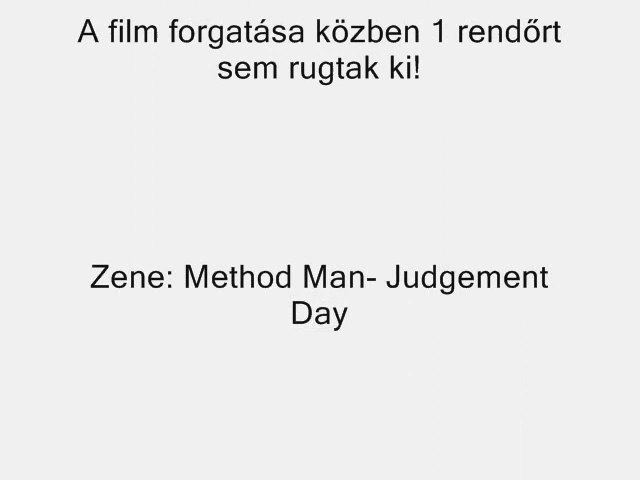 A film forgatása közben 1 rendőrt
sem rugtak ki!
Zene: Method Man- Judgement
Day